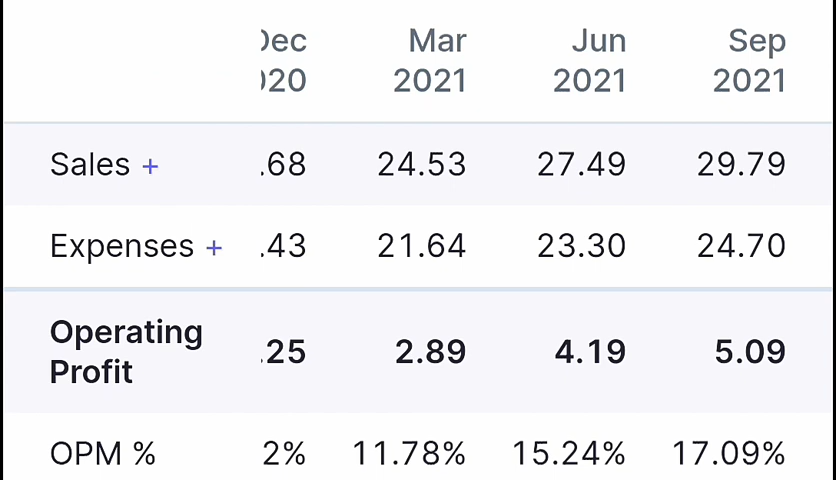 Dec Mar Jun Sep
2020 2021 2021 2021
Sales + .68 24.53 27.49 29.79
Expenses + .43 21.64 23.30 24.70
Operating
Profit .25 2.89 4.19 5.09
OPM % 2% 11.78% 15.24% 17.09%